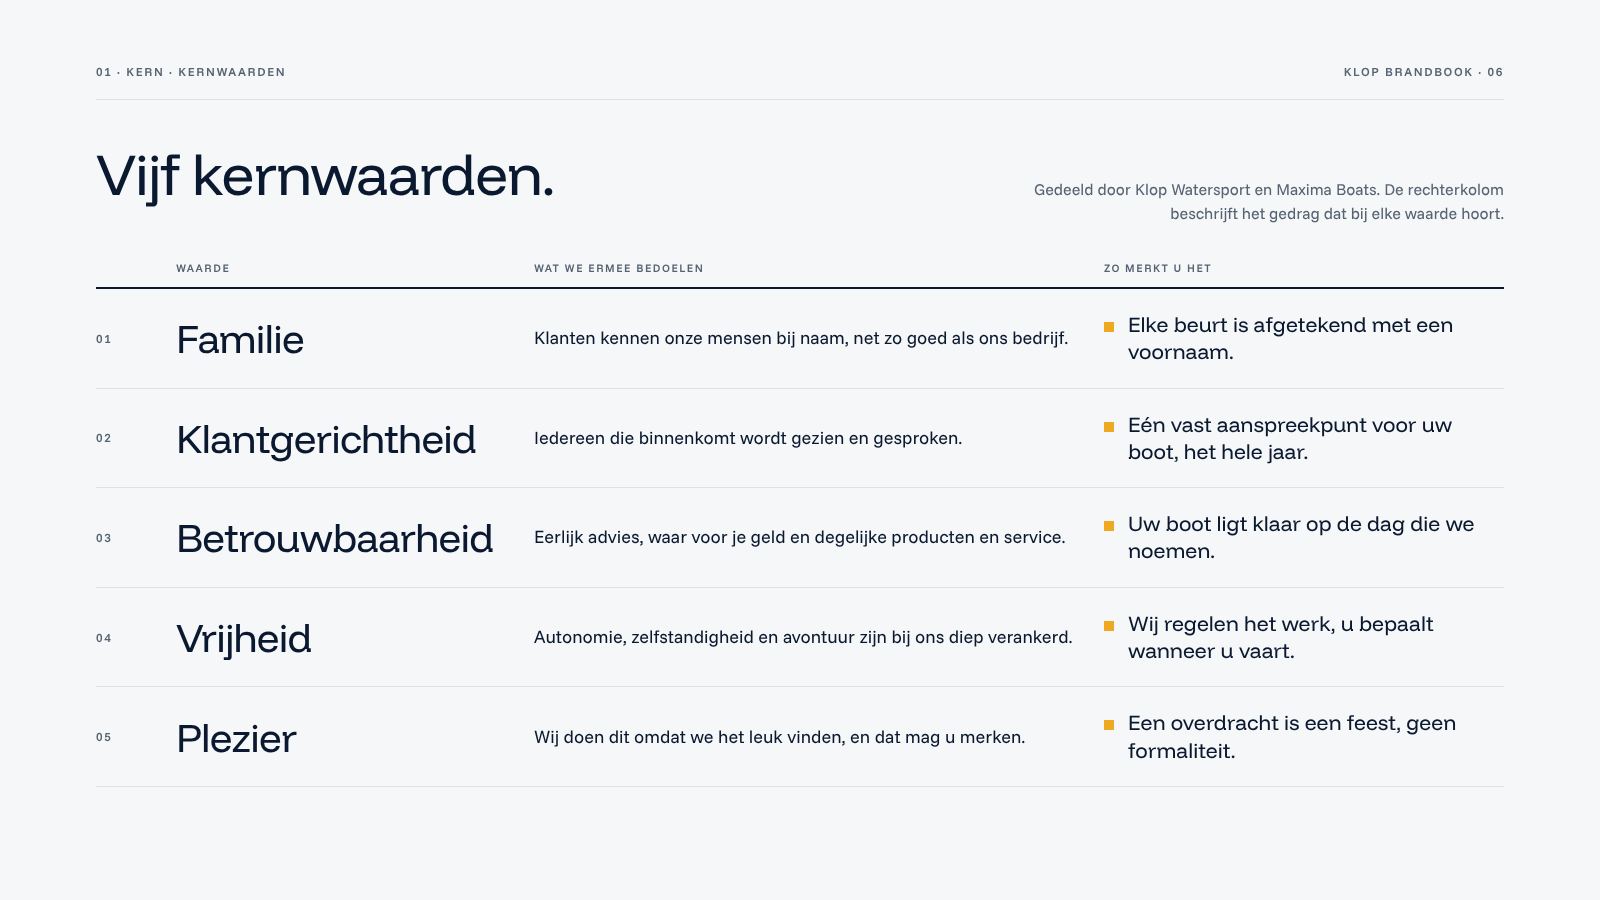 01 · KERN · KERNWAARDEN
KLOP BRANDBOOK · 06
Vijf kernwaarden.
Gedeeld door Klop Watersport en Maxima Boats. De rechterkolom
beschrijft het gedrag dat bij elke waarde hoort.
WAARDE
WAT WE ERMEE BEDOELEN
ZO MERKT U HET
01
Familie
Klanten kennen onze mensen bij naam, net zo goed als ons bedrijf.
Elke beurt is afgetekend met een
voornaam.
02
Klantgerichtheid
Iedereen die binnenkomt wordt gezien en gesproken.
Eén vast aanspreekpunt voor uw
boot, het hele jaar.
03
Betrouwbaarheid
Eerlijk advies, waar voor je geld en degelijke producten en service.
Uw boot ligt klaar op de dag die we
noemen.
04
Vrijheid
Autonomie, zelfstandigheid en avontuur zijn bij ons diep verankerd.
Wij regelen het werk, u bepaalt
wanneer u vaart.
05
Plezier
Wij doen dit omdat we het leuk vinden, en dat mag u merken.
Een overdracht is een feest, geen
formaliteit.